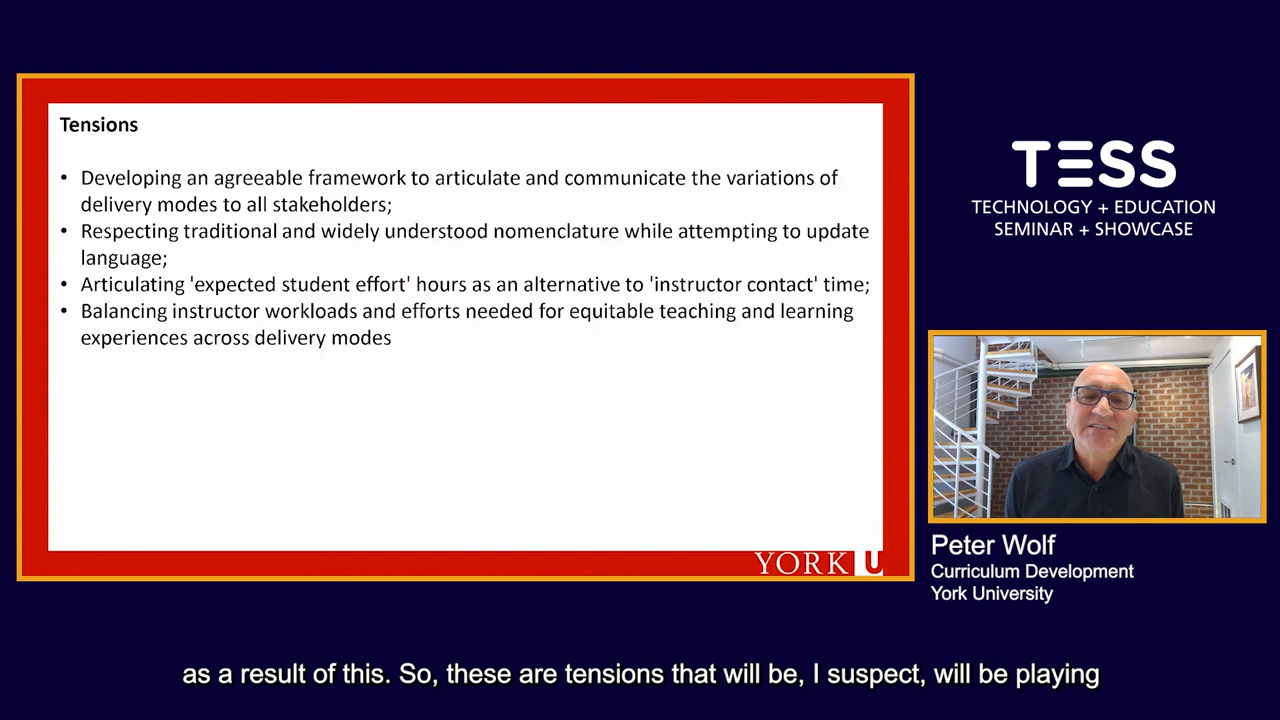 Tensions
• Developing an agreeable framework to articulate and communicate the variations of
delivery modes to all stakeholders;
• Respecting traditional and widely understood nomenclature while attempting to update
language;
• Articulating 'expected student effort' hours as an alternative to 'instructor contact' time;
• Balancing instructor workloads and efforts needed for equitable teaching and learning
experiences across delivery modes
YORK U
TESS
TECHNOLOGY + EDUCATION
SEMINAR + SHOWCASE
Peter Wolf
Curriculum Development
York University
as a result of this. So, these are tensions that will be, I suspect, will be playing